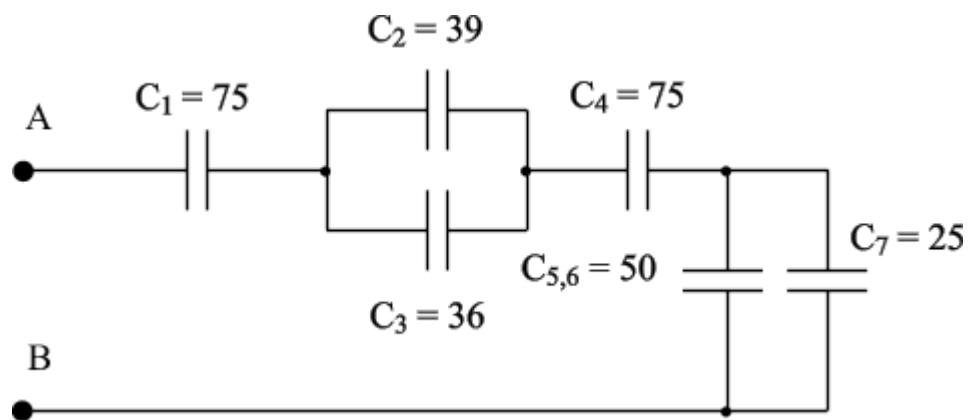 C₂ = 39
C₁ = 75
C₄ = 75
A
C₇ = 25
C₅,₆ = 50
C₃ = 36
B